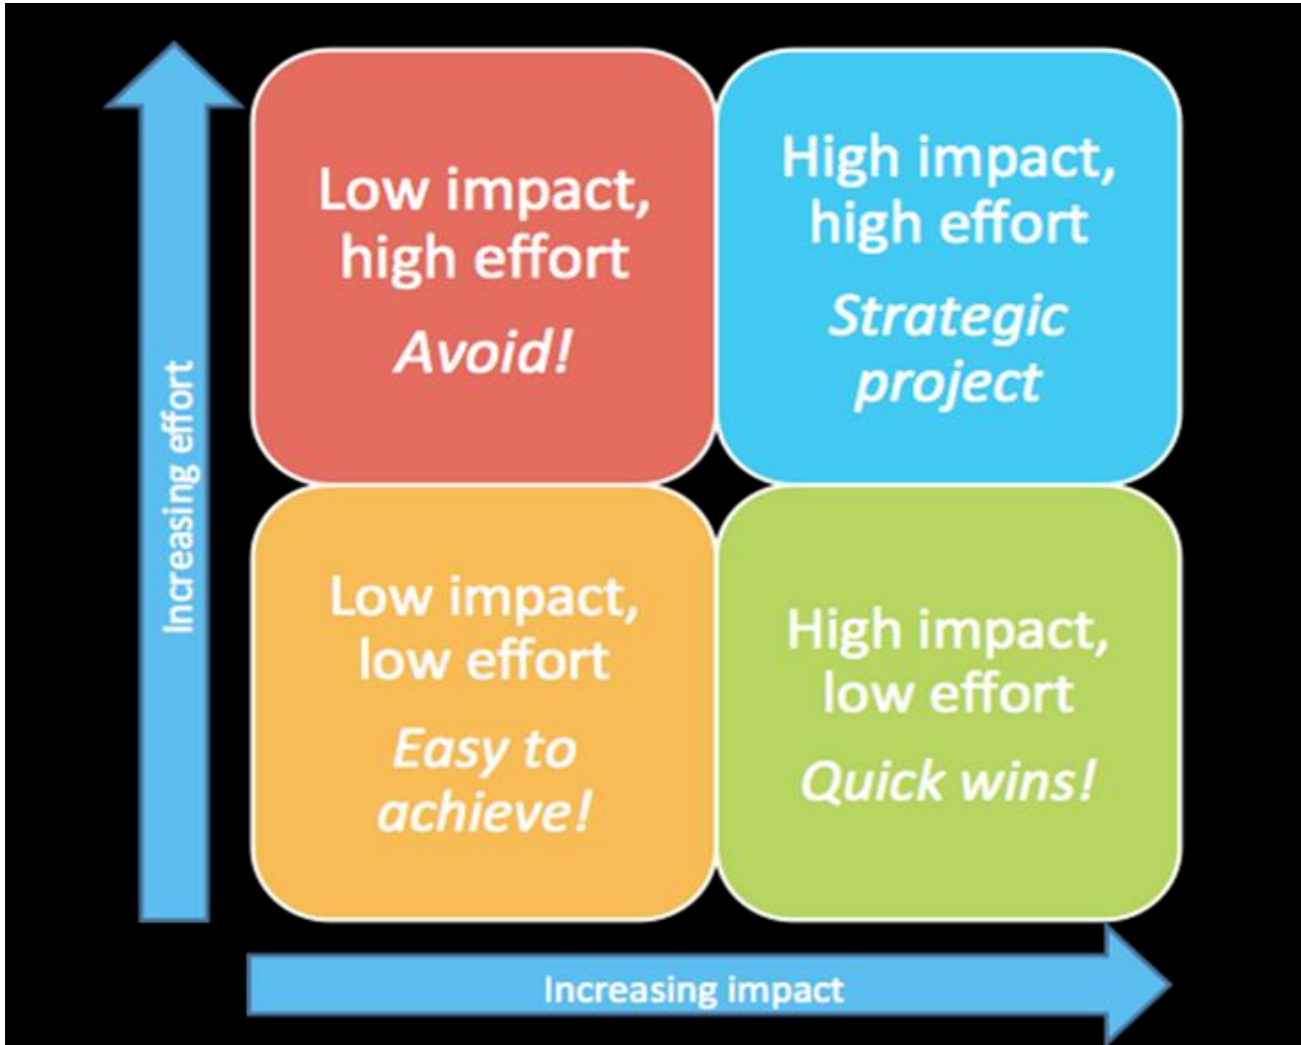 Low impact,
high effort
Avoid!
High impact,
high effort
Strategic
project
Low impact,
low effort
Easy to
achieve!
High impact,
low effort
Quick wins!
Increasing effort
Increasing impact